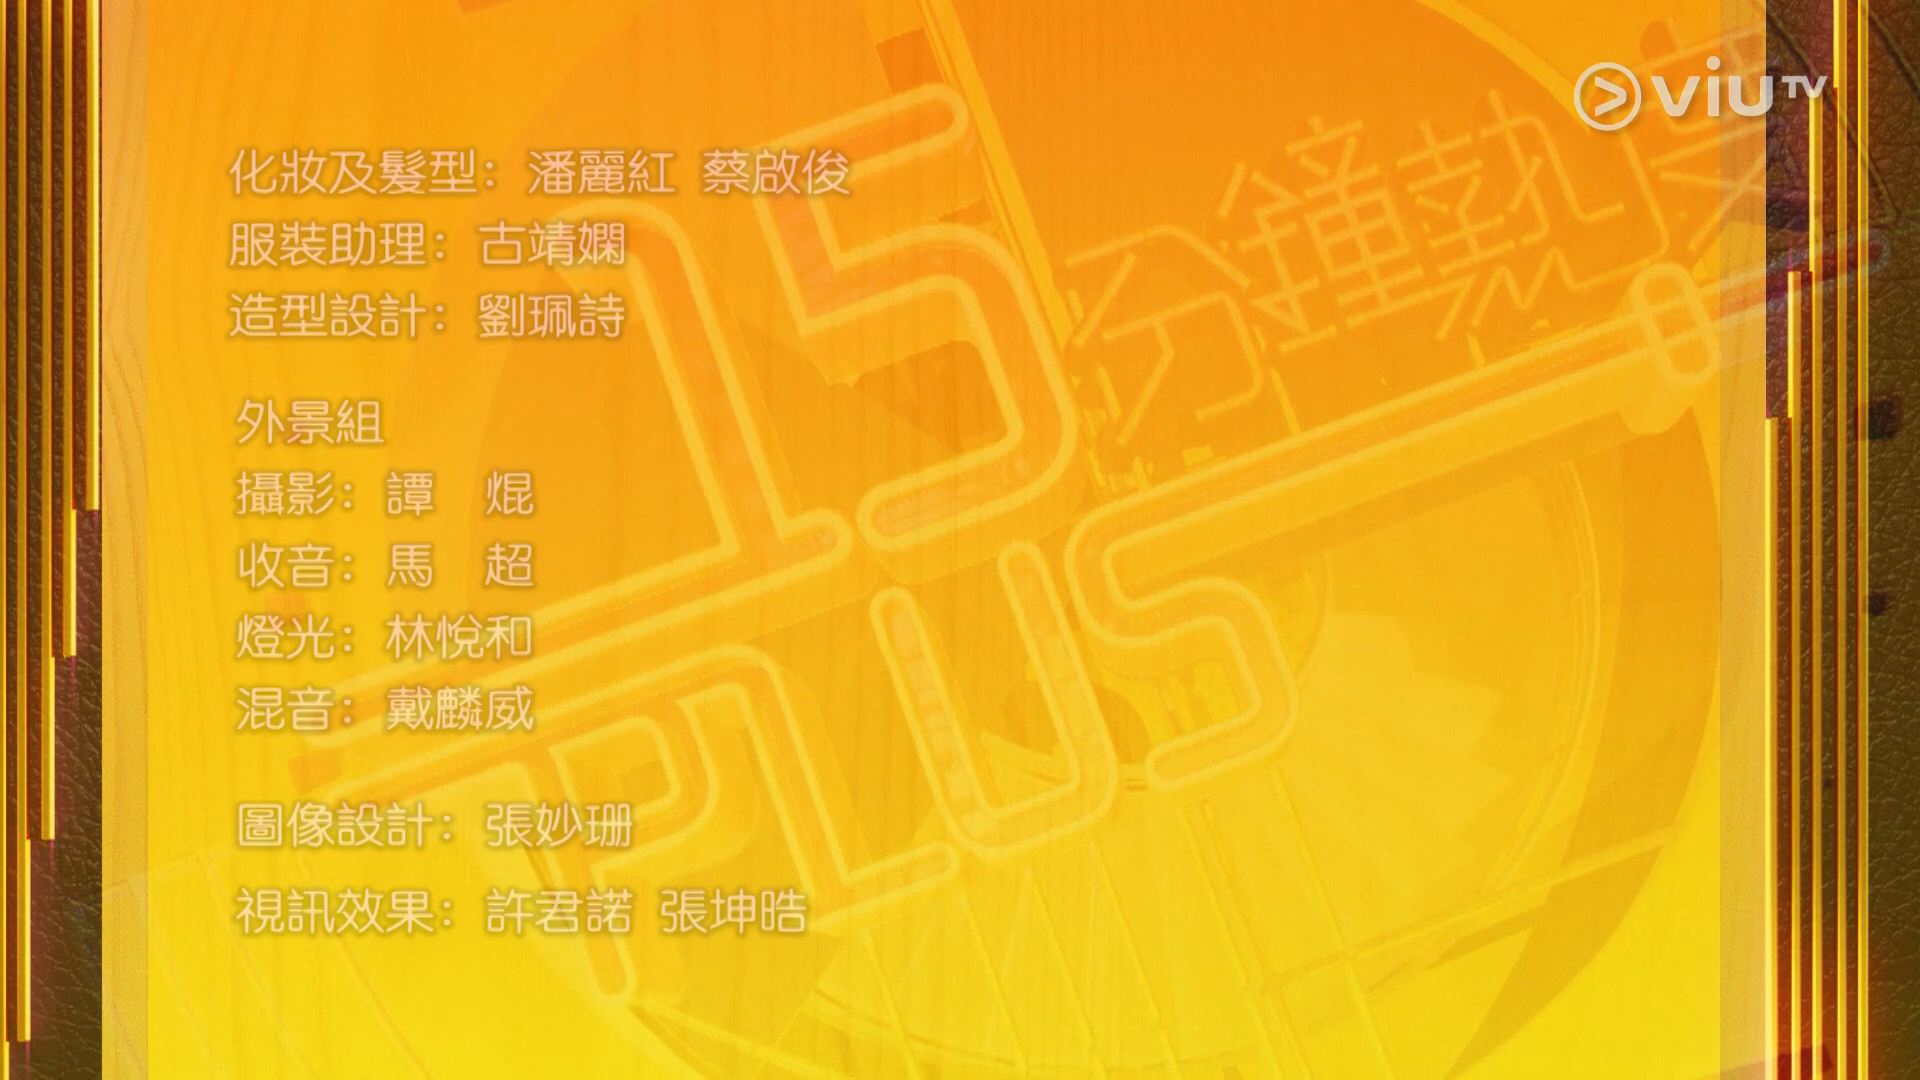 viuTV
化妝及髮型：潘麗紅 蔡啟俊
服裝助理：古靖嫻
造型設計：劉珮詩
外景組
攝影：譚　焜
收音：馬　超
燈光：林悅和
混音：戴麟威
圖像設計：張妙珊
視訊效果：許君諾 張坤晧
15分鐘熱度
PLUS